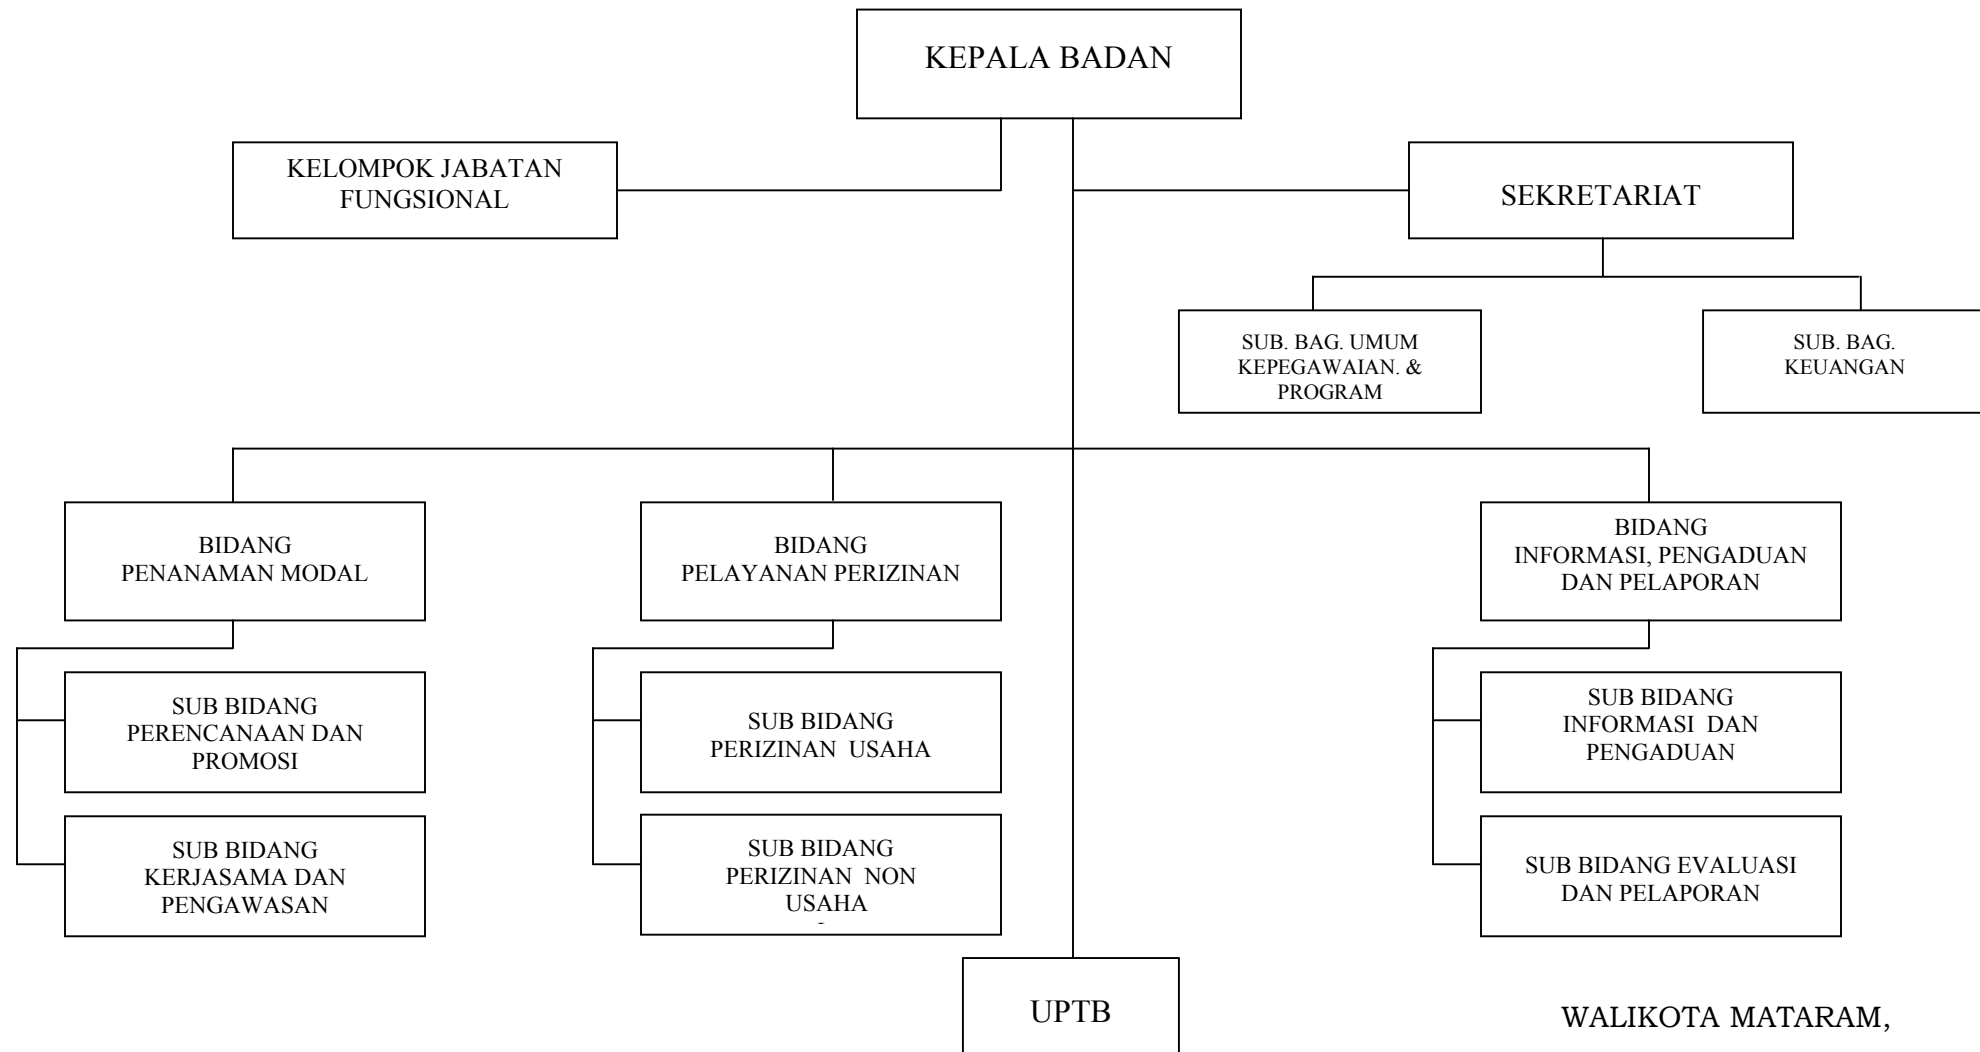 KEPALA BADAN
KELOMPOK JABATAN
FUNGSIONAL
SEKRETARIAT
SUB. BAG. UMUM
KEPEGAWAIAN. &
PROGRAM
SUB. BAG.
KEUANGAN
BIDANG
PENANAMAN MODAL
BIDANG
PELAYANAN PERIZINAN
BIDANG
INFORMASI, PENGADUAN
DAN PELAPORAN
SUB BIDANG
PERENCANAAN DAN
PROMOSI
SUB BIDANG
PERIZINAN USAHA
SUB BIDANG
INFORMASI DAN
PENGADUAN
SUB BIDANG
KERJASAMA DAN
PENGAWASAN
SUB BIDANG
PERIZINAN NON
USAHA
SUB BIDANG EVALUASI
DAN PELAPORAN
UPTB
WALIKOTA MATARAM,